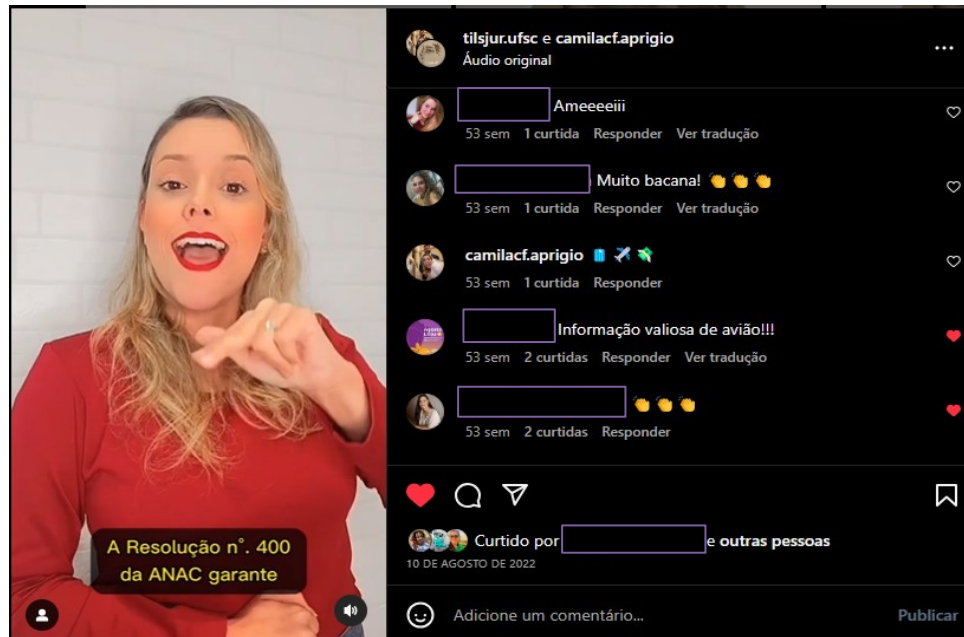 tilsjur.ufsc e camilacf.aprigio
Áudio original
Ameeeeiii
53 sem 1 curtida Responder Ver tradução
Muito bacana! 👏👏👏
53 sem 1 curtida Responder Ver tradução
camilacf.aprigio
53 sem 1 curtida Responder
Informação valiosa de avião!!!
53 sem 2 curtidas Responder Ver tradução
👏👏👏
53 sem 2 curtidas Responder
Curtido por e outras pessoas
10 DE AGOSTO DE 2022
Adicione um comentário... Publicar
A Resolução n°. 400
da ANAC garante